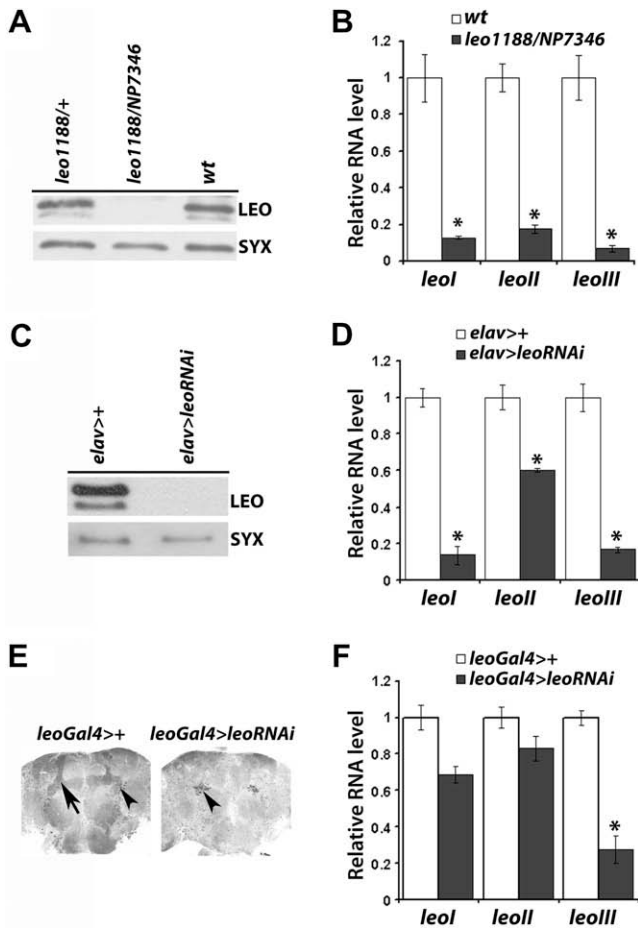 A
leo1188/+
leo1188/NP7346
wt
LEO
SYX
B
wt
leo1188/NP7346
Relative RNA level
1.2
1
0.8
0.6
0.4
0.2
0
*
*
*
leoI
leoII
leoIII
C
elav>+
elav>leoRNAi
LEO
SYX
D
elav>+
elav>leoRNAi
Relative RNA level
1.2
1
0.8
0.6
0.4
0.2
0
*
*
*
leoI
leoII
leoIII
E
leoGal4>+
leoGal4>leoRNAi
F
leoGal4>+
leoGal4>leoRNAi
Relative RNA level
1.2
1
0.8
0.6
0.4
0.2
0
*
leoI
leoII
leoIII